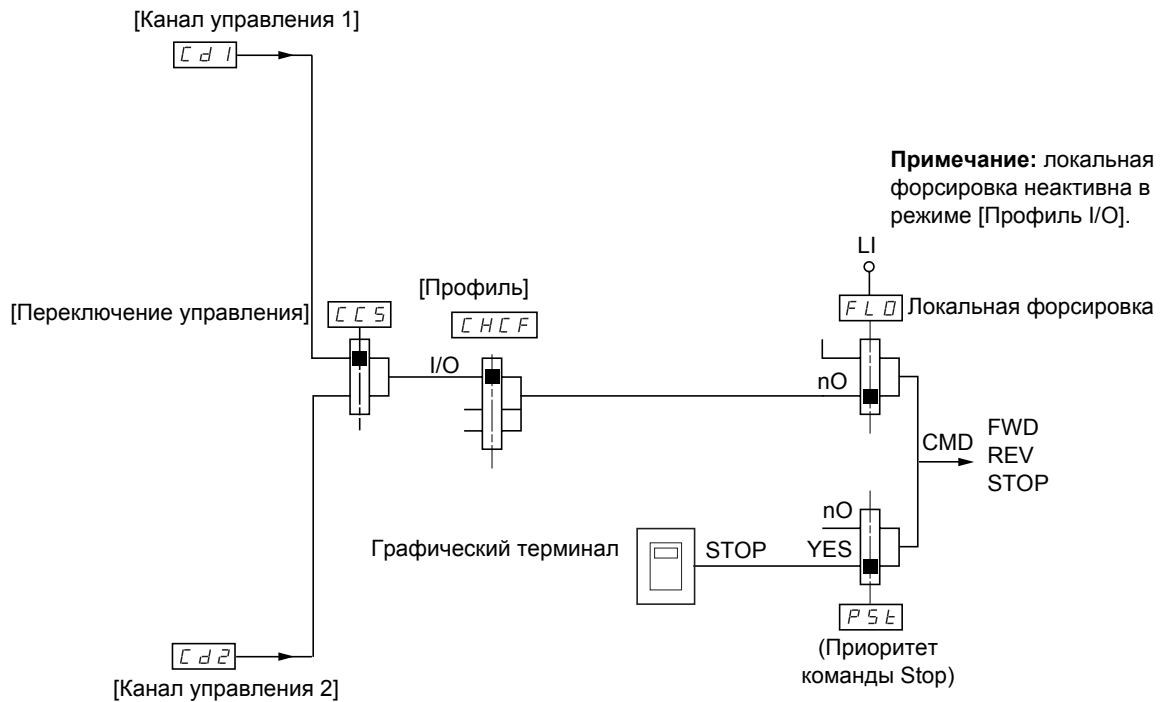 [Канал управления 1]
Cd1
Примечание: локальная
форсировка неактивна в
режиме [Профиль I/O].
LI
[Профиль]
[Переключение управления]
CCS
CHCF
FLO
Локальная форсировка
I/O
nO
FWD
CMD
REV
STOP
nO
Графический терминал
STOP
YES
PSt
(Приоритет
команды Stop)
Cd2
[Канал управления 2]